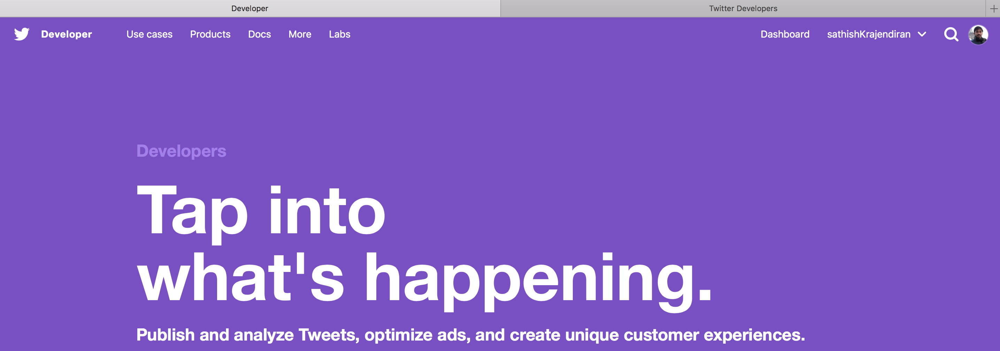 Developer
Twitter Developers
Developer
Use cases
Products
Docs
More
Labs
Dashboard
sathishKrajendiran
Developers
Tap into
what's happening.
Publish and analyze Tweets, optimize ads, and create unique customer experiences.